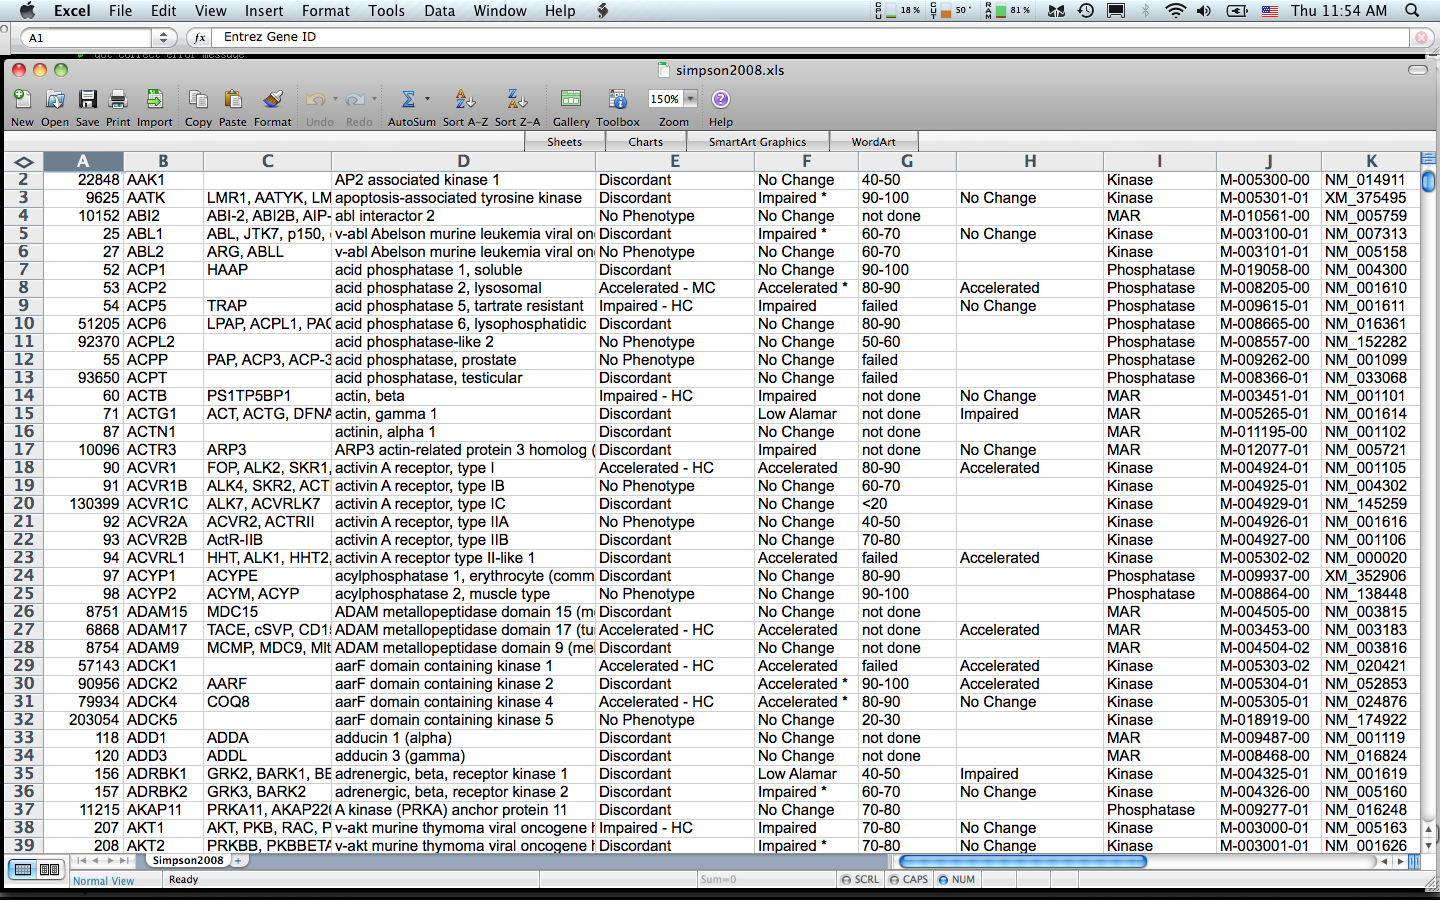 Excel File Edit View Insert Format Tools Data Window Help CPU 18% CUT 50° RAM 81% Thu 11:54 AM
A1 fx Entrez Gene ID
got correct error message
simpson2008.xls
New Open Save Print Import Copy Paste Format Undo Redo AutoSum Sort A-Z Sort Z-A Gallery Toolbox 150% Zoom Help
Sheets Charts SmartArt Graphics WordArt
A B C D E F G H I J K
2 22848 AAK1 AP2 associated kinase 1 Discordant No Change 40-50 Kinase M-005300-00 NM_014911
3 9625 AATK LMR1, AATYK, LM apoptosis-associated tyrosine kinase Discordant Impaired * 90-100 No Change Kinase M-005301-01 XM_375495
4 10152 ABI2 ABI-2, ABI2B, AIP- abl interactor 2 No Phenotype No Change not done MAR M-010561-00 NM_005759
5 25 ABL1 ABL, JTK7, p150, v-abl Abelson murine leukemia viral on Discordant Impaired * 60-70 No Change Kinase M-003100-01 NM_007313
6 27 ABL2 ARG, ABLL v-abl Abelson murine leukemia viral on No Phenotype No Change 60-70 Kinase M-003101-01 NM_005158
7 52 ACP1 HAAP acid phosphatase 1, soluble Discordant No Change 90-100 Phosphatase M-019058-00 NM_004300
8 53 ACP2 acid phosphatase 2, lysosomal Accelerated - MC Accelerated * 80-90 Accelerated Phosphatase M-008205-00 NM_001610
9 54 ACP5 TRAP acid phosphatase 5, tartrate resistant Impaired - HC Impaired failed No Change Phosphatase M-009615-01 NM_001611
10 51205 ACP6 LPAP, ACPL1, PAC acid phosphatase 6, lysophosphatidic Discordant No Change 80-90 Phosphatase M-008665-00 NM_016361
11 92370 ACPL2 acid phosphatase-like 2 No Phenotype No Change 50-60 Phosphatase M-008557-00 NM_152282
12 55 ACPP PAP, ACP3, ACP-3 acid phosphatase, prostate No Phenotype No Change failed Phosphatase M-009262-00 NM_001099
13 93650 ACPT acid phosphatase, testicular Discordant No Change failed Phosphatase M-008366-01 NM_033068
14 60 ACTB PS1TP5BP1 actin, beta Impaired - HC Impaired not done No Change MAR M-003451-01 NM_001101
15 71 ACTG1 ACT, ACTG, DFNA actin, gamma 1 Discordant Low Alamar not done Impaired MAR M-005265-01 NM_001614
16 87 ACTN1 actinin, alpha 1 Discordant No Change not done MAR M-011195-00 NM_001102
17 10096 ACTR3 ARP3 ARP3 actin-related protein 3 homolog ( Discordant Impaired not done No Change MAR M-012077-01 NM_005721
18 90 ACVR1 FOP, ALK2, SKR1, activin A receptor, type I Accelerated - HC Accelerated 80-90 Accelerated Kinase M-004924-01 NM_001105
19 91 ACVR1B ALK4, SKR2, ACT activin A receptor, type IB No Phenotype No Change 60-70 Kinase M-004925-01 NM_004302
20 130399 ACVR1C ALK7, ACVRLK7 activin A receptor, type IC Discordant No Change <20 Kinase M-004929-01 NM_145259
21 92 ACVR2A ACVR2, ACTRII activin A receptor, type IIA No Phenotype No Change 40-50 Kinase M-004926-01 NM_001616
22 93 ACVR2B ActR-IIB activin A receptor, type IIB Discordant No Change 70-80 Kinase M-004927-00 NM_001106
23 94 ACVRL1 HHT, ALK1, HHT2, activin A receptor type II-like 1 Discordant Accelerated failed Accelerated Kinase M-005302-02 NM_000020
24 97 ACYP1 ACYPE acylphosphatase 1, erythrocyte (comm Discordant No Change 80-90 Phosphatase M-009937-00 XM_352906
25 98 ACYP2 ACYM, ACYP acylphosphatase 2, muscle type No Phenotype No Change 90-100 Phosphatase M-008864-00 NM_138448
26 8751 ADAM15 MDC15 ADAM metallopeptidase domain 15 (m Discordant No Change not done MAR M-004505-00 NM_003815
27 6868 ADAM17 TACE, cSVP, CD1 ADAM metallopeptidase domain 17 (tu Accelerated - HC Accelerated not done Accelerated MAR M-003453-00 NM_003183
28 8754 ADAM9 MCMP, MDC9, Mlt ADAM metallopeptidase domain 9 (me Discordant No Change not done MAR M-004504-02 NM_003816
29 57143 ADCK1 aarF domain containing kinase 1 Accelerated - HC Accelerated failed Accelerated Kinase M-005303-02 NM_020421
30 90956 ADCK2 AARF aarF domain containing kinase 2 Discordant Accelerated * 90-100 Accelerated Kinase M-005304-01 NM_052853
31 79934 ADCK4 COQ8 aarF domain containing kinase 4 Accelerated - HC Accelerated * 80-90 No Change Kinase M-005305-01 NM_024876
32 203054 ADCK5 aarF domain containing kinase 5 No Phenotype No Change 20-30 Kinase M-018919-00 NM_174922
33 118 ADD1 ADDA adducin 1 (alpha) Discordant No Change not done MAR M-009487-00 NM_001119
34 120 ADD3 ADDL adducin 3 (gamma) Discordant No Change not done MAR M-008468-00 NM_016824
35 156 ADRBK1 GRK2, BARK1, BE adrenergic, beta, receptor kinase 1 Discordant Low Alamar 40-50 Impaired Kinase M-004325-01 NM_001619
36 157 ADRBK2 GRK3, BARK2 adrenergic, beta, receptor kinase 2 Discordant Impaired * 60-70 No Change Kinase M-004326-00 NM_005160
37 11215 AKAP11 PRKA11, AKAP220 A kinase (PRKA) anchor protein 11 Discordant No Change 70-80 Phosphatase M-009277-01 NM_016248
38 207 AKT1 AKT, PKB, RAC, P v-akt murine thymoma viral oncogene h Impaired - HC Impaired 70-80 No Change Kinase M-003000-01 NM_005163
39 208 AKT2 PRKBB, PKBBETA v-akt murine thymoma viral oncogene h Discordant Impaired * 70-80 No Change Kinase M-003001-01 NM_001626
Simpson2008
Normal View Ready Sum=0 SCRL CAPS NUM